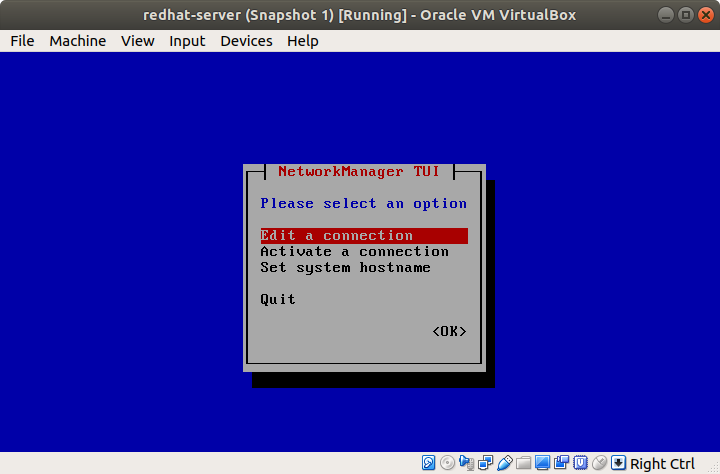 redhat-server (Snapshot 1) [Running] - Oracle VM VirtualBox
File Machine View Input Devices Help
NetworkManager TUI
Please select an option
Edit a connection
Activate a connection
Set system hostname
Quit
<OK>
Right Ctrl